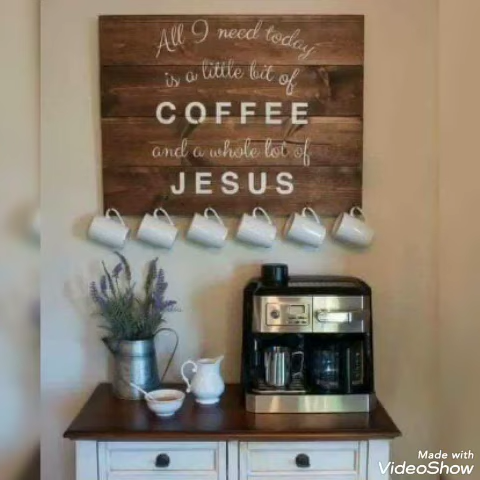 All I need today
is a little bit of
COFFEE
and a whole lot of
JESUS
Made with
VideoShow